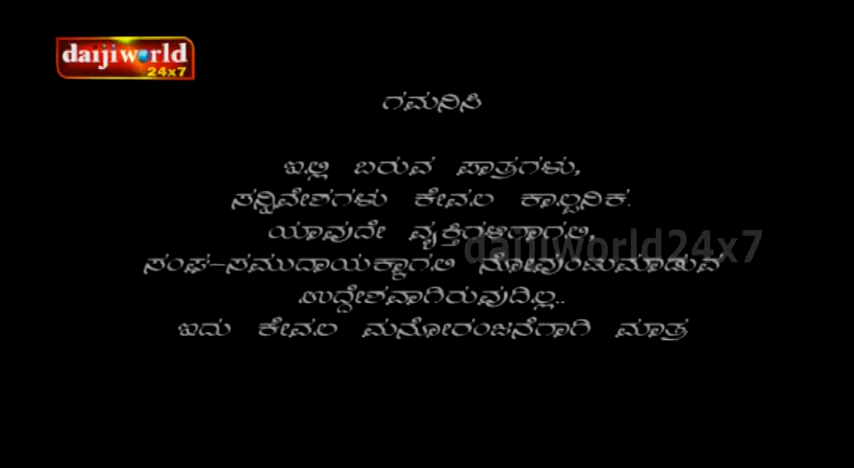 daijiworld
24x7
ಗಮನಿಸಿ
ಇಲ್ಲಿ ಬರುವ ಪಾತ್ರಗಳು,
ಸನ್ನಿವೇಶಗಳು ಕೇವಲ ಕಾಲ್ಪನಿಕ.
ಯಾವುದೇ ವ್ಯಕ್ತಿಗಳಿಗಾಗಲಿ,
daijiworld24x7
ಸಂಘ-ಸಮುದಾಯಕ್ಕಾಗಲಿ ನೋವುಂಟುಮಾಡುವ
ಉದ್ದೇಶವಾಗಿರುವುದಿಲ್ಲ..
ಇದು ಕೇವಲ ಮನೋರಂಜನೆಗಾಗಿ ಮಾತ್ರ